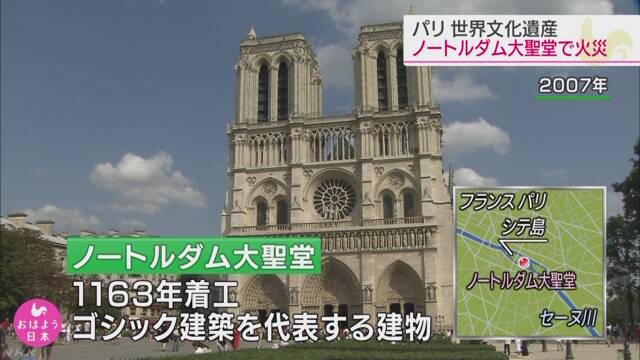 パリ 世界文化遺産
ノートルダム大聖堂で火災
2007年
フランス パリ
シテ島
ノートルダム大聖堂
セーヌ川
ノートルダム大聖堂
1163年着工
ゴシック建築を代表する建物
おはよう
日本